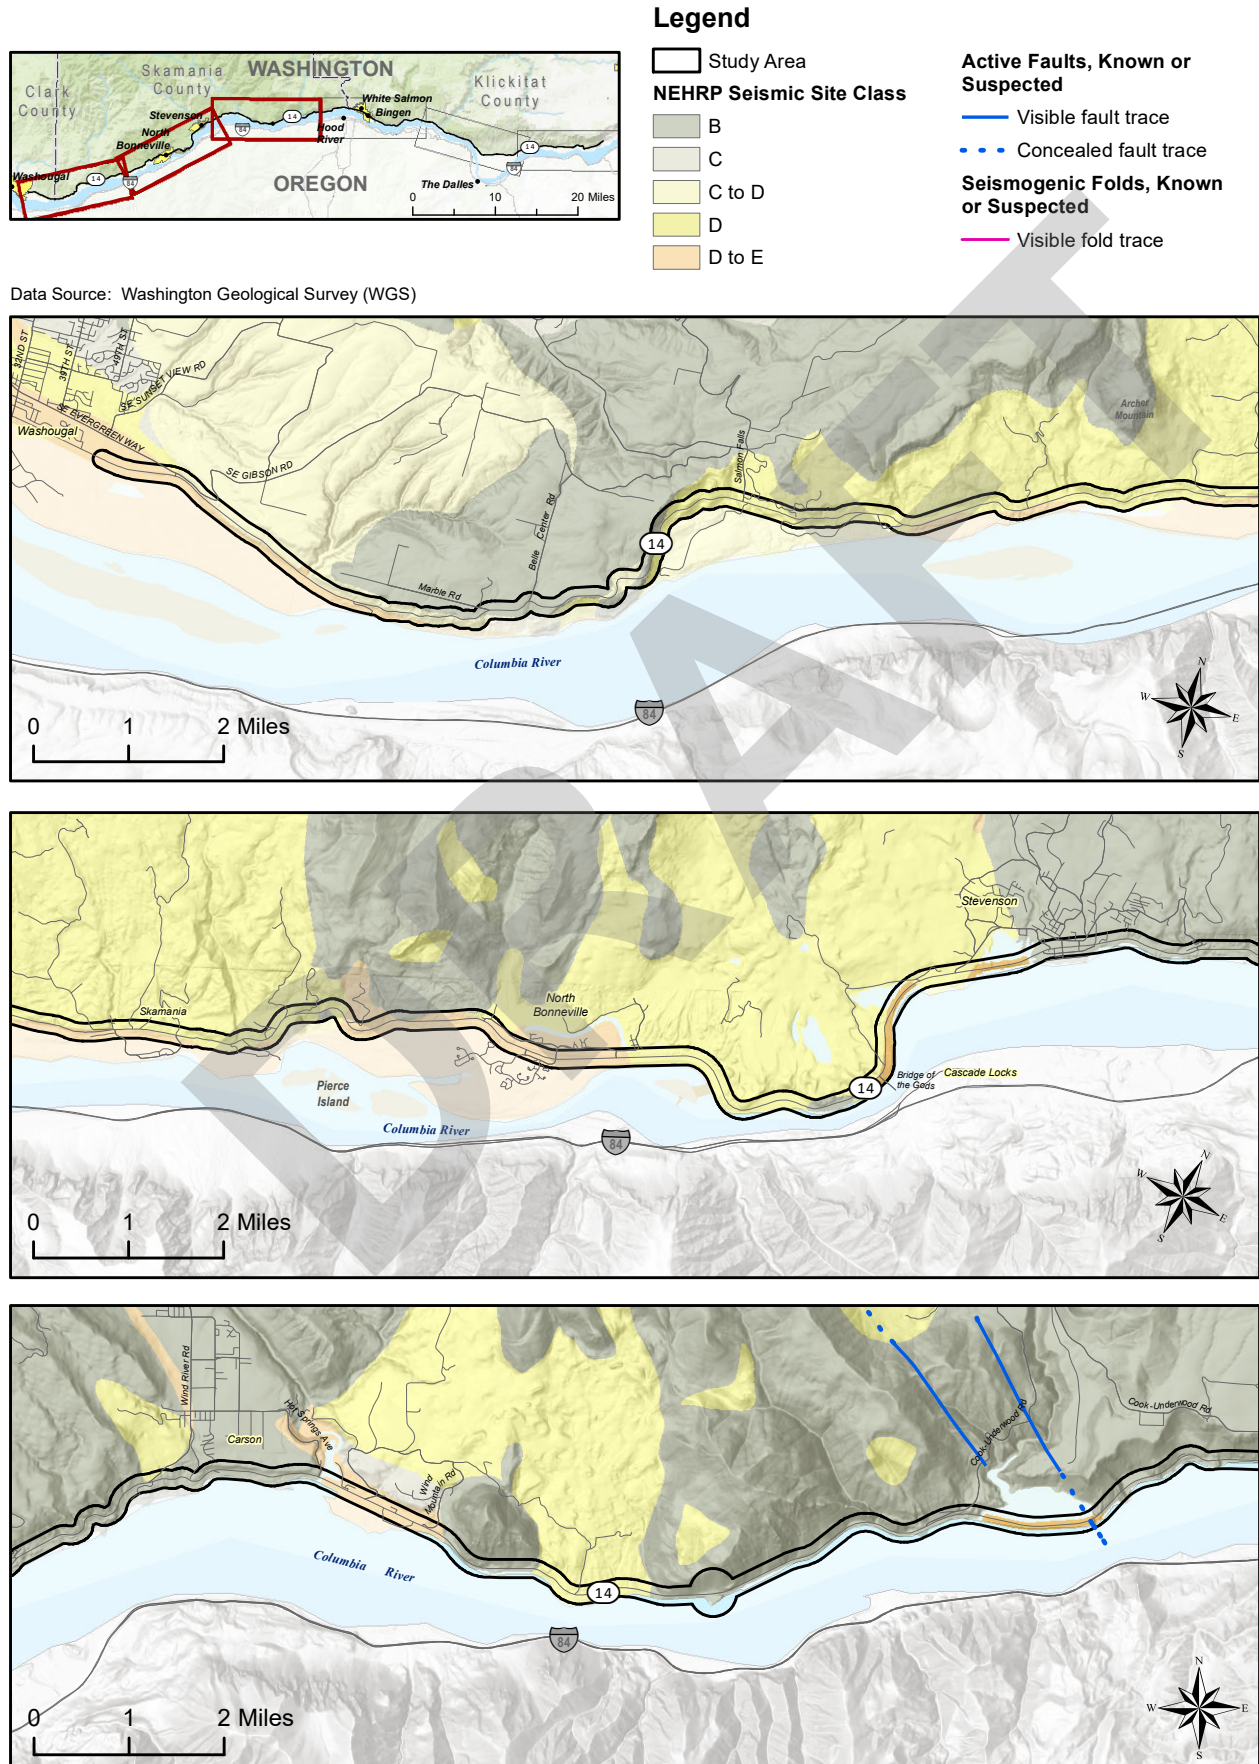 Legend
Study Area
NEHRP Seismic Site Class
B
C
C to D
D
D to E
Active Faults, Known or
Suspected
Visible fault trace
Concealed fault trace
Seismogenic Folds, Known
or Suspected
Visible fold trace
WASHINGTON
Skamania
County
Clark
County
Klickitat
County
White Salmon
Bingen
Stevenson
North
Bonneville
Hood
River
Washougal
14
84
14
84
14
84
OREGON
The Dalles
0 10 20 Miles
Data Source: Washington Geological Survey (WGS)
DRAFT
32ND ST
39TH ST
49TH ST
SE SUNSET VIEW RD
SE EVERGREEN WAY
Washougal
SE GIBSON RD
Belle Center Rd
Marble Rd
Salmon Falls
Archer
Mountain
14
Columbia River
84
0 1 2 Miles
N
W
E
S
Stevenson
Skamania
North
Bonneville
Pierce
Island
Columbia River
14
Bridge of
the Gods
Cascade Locks
84
0 1 2 Miles
N
W
E
S
Wind River Rd
Hot Springs Ave
Carson
Wind
Mountain Rd
Cook-Underwood Rd
Cook-Underwood Rd
Columbia River
14
84
0 1 2 Miles
N
W
E
S